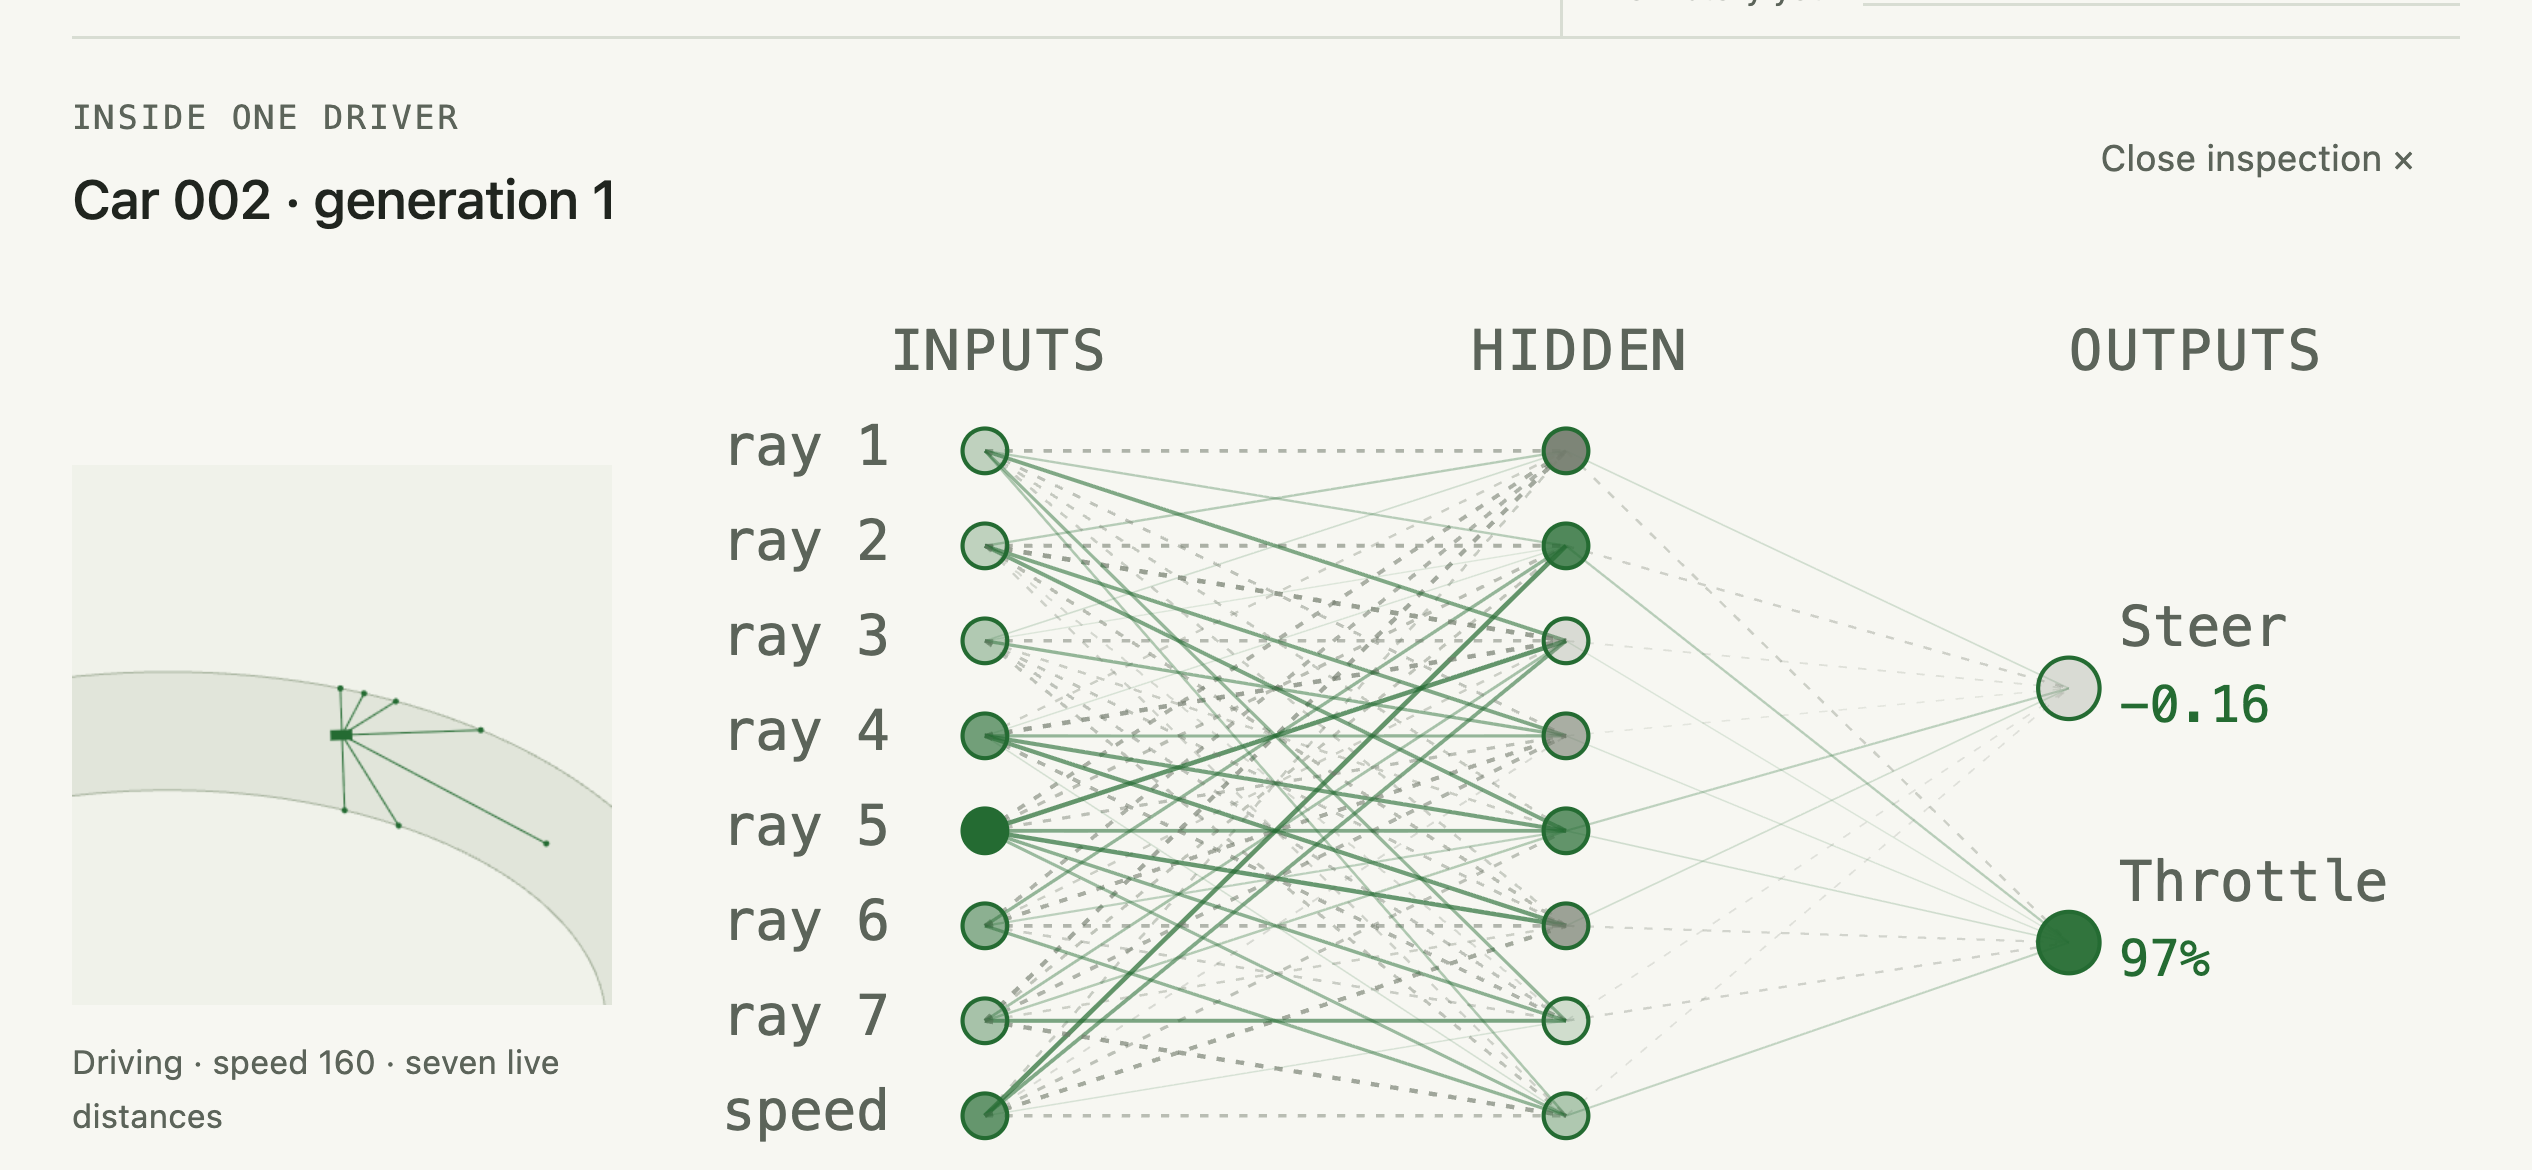 INSIDE ONE DRIVER
Car 002 · generation 1
Close inspection ×
INPUTS
HIDDEN
OUTPUTS
ray 1
ray 2
ray 3
ray 4
ray 5
ray 6
ray 7
speed
Steer
−0.16
Throttle
97%
Driving · speed 160 · seven live
distances